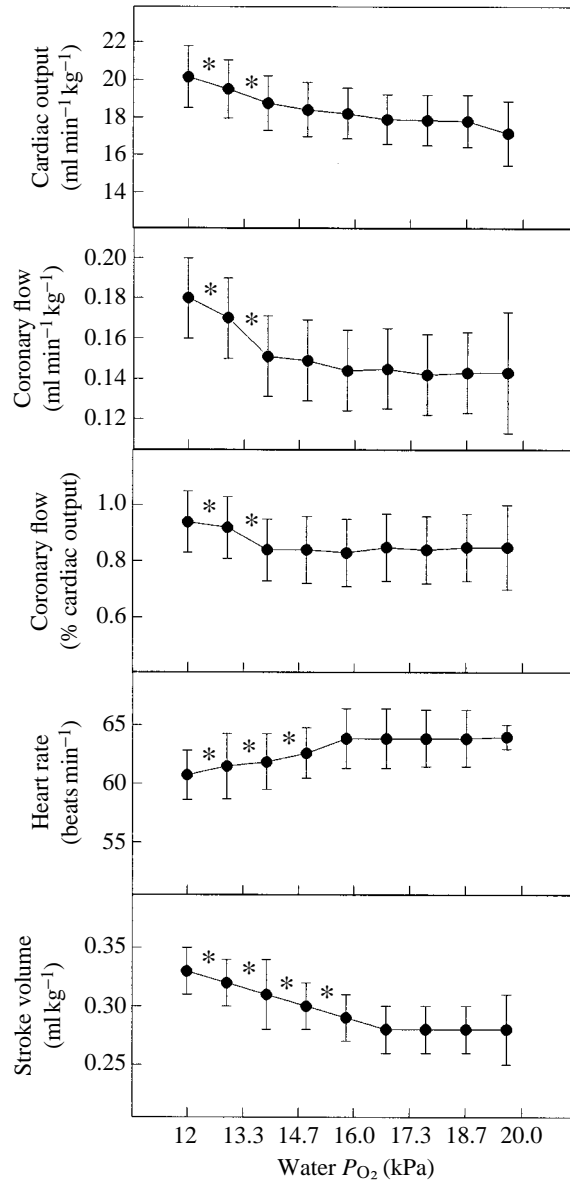 Cardiac output
(ml min⁻¹ kg⁻¹)
22
20
18
16
14
* *
Coronary flow
(ml min⁻¹ kg⁻¹)
0.20
0.18
0.16
0.14
0.12
* *
Coronary flow
(% cardiac output)
1.0
0.8
0.6
* *
Heart rate
(beats min⁻¹)
65
60
55
* * *
Stroke volume
(ml kg⁻¹)
0.35
0.30
0.25
* * * *
12 13.3 14.7 16.0 17.3 18.7 20.0
Water P_O₂ (kPa)